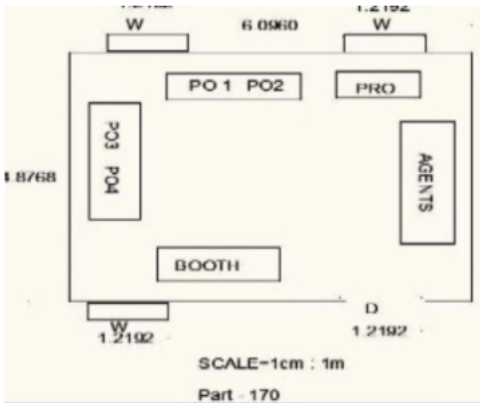 W 6.0960 W
1.2192
PO 1 PO2
PRO
PO3 PO4
AGENTS
4.8768
BOOTH
W
1.2192
D
1.2192
SCALE-1cm : 1m
Part - 170